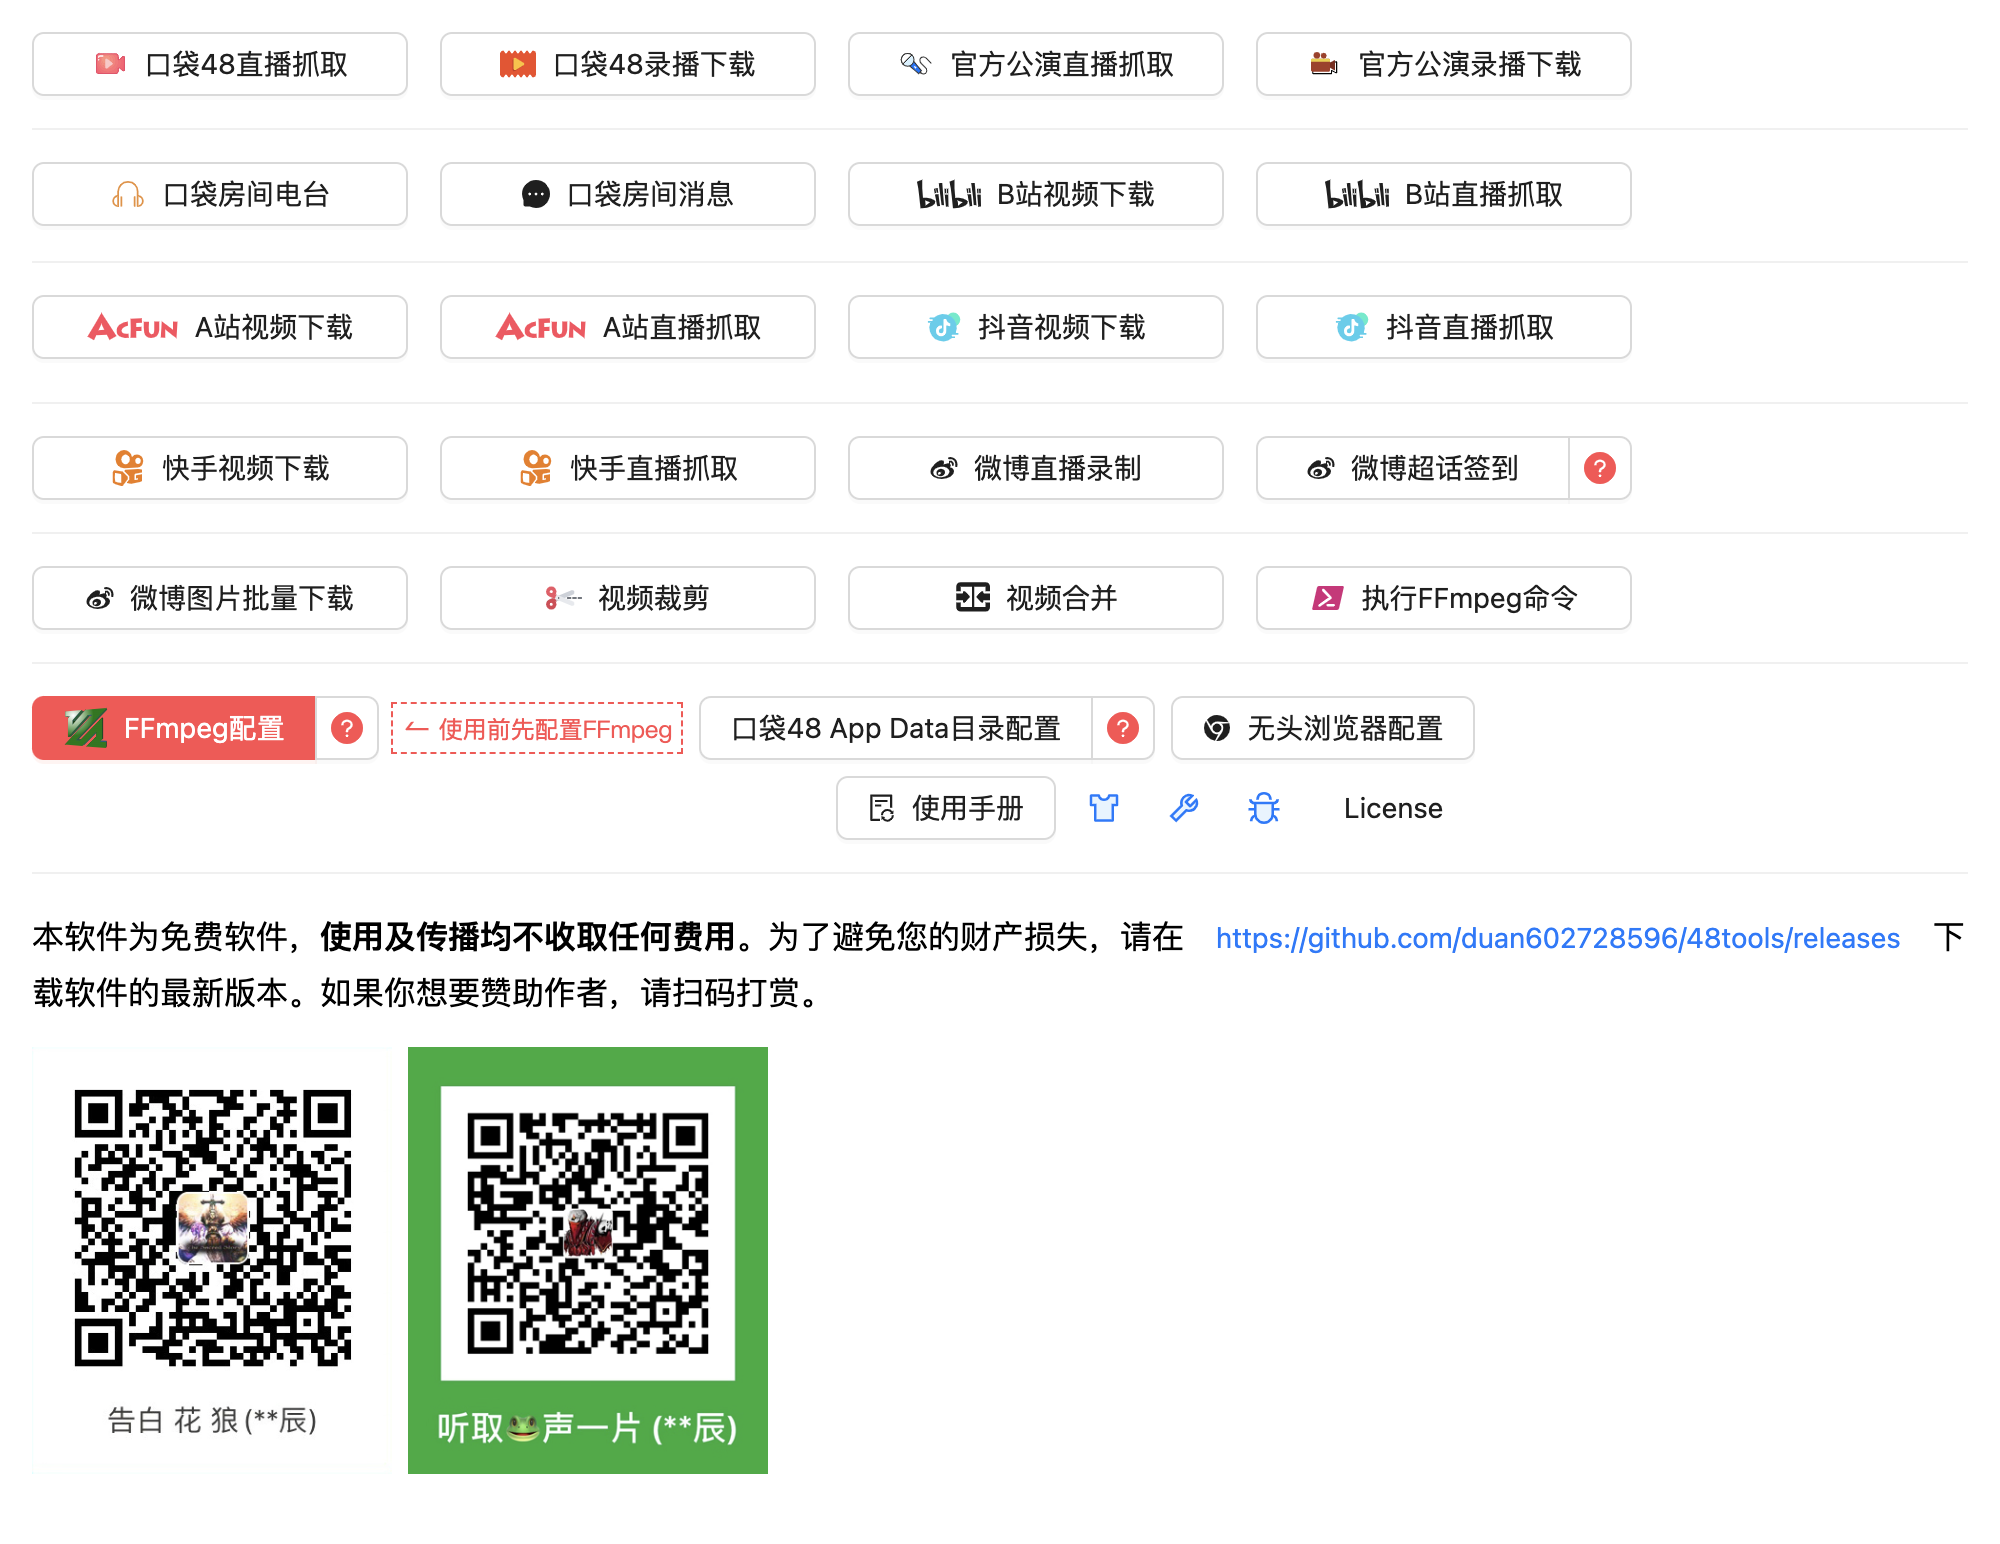 口袋48直播抓取
口袋48录播下载
官方公演直播抓取
官方公演录播下载
口袋房间电台
口袋房间消息
bilibili B站视频下载
bilibili B站直播抓取
ACFUN A站视频下载
ACFUN A站直播抓取
抖音视频下载
抖音直播抓取
快手视频下载
快手直播抓取
微博直播录制
微博超话签到 ?
微博图片批量下载
视频裁剪
视频合并
执行FFmpeg命令
FFmpeg配置 ?
使用前先配置FFmpeg
口袋48 App Data目录配置 ?
无头浏览器配置
使用手册
License
本软件为免费软件，使用及传播均不收取任何费用。为了避免您的财产损失，请在 https://github.com/duan602728596/48tools/releases 下
载软件的最新版本。如果你想要赞助作者，请扫码打赏。
告白 花 狼(**辰)
听取🐸声一片 (**辰)